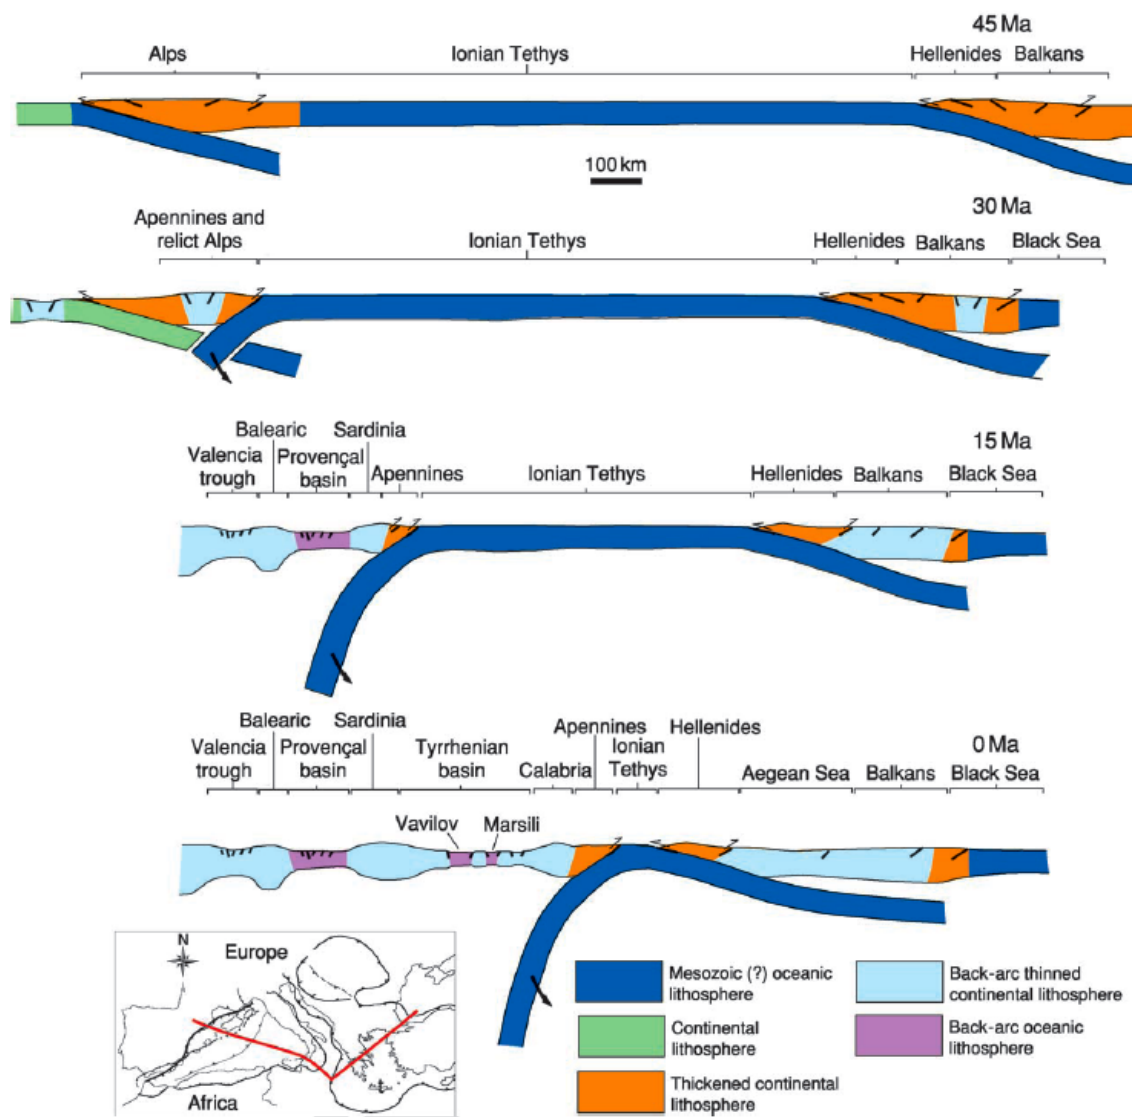 45 Ma
Alps
Ionian Tethys
Hellenides
Balkans
100 km
30 Ma
Apennines and
relict Alps
Ionian Tethys
Hellenides
Balkans
Black Sea
15 Ma
Balearic
Sardinia
Valencia
trough
Provençal
basin
Apennines
Ionian Tethys
Hellenides
Balkans
Black Sea
0 Ma
Balearic
Sardinia
Apennines
Hellenides
Valencia
trough
Provençal
basin
Tyrrhenian
basin
Calabria
Ionian
Tethys
Aegean Sea
Balkans
Black Sea
Vavilov
Marsili
N
Europe
Africa
Mesozoic (?) oceanic
lithosphere
Continental
lithosphere
Thickened continental
lithosphere
Back-arc thinned
continental lithosphere
Back-arc oceanic
lithosphere